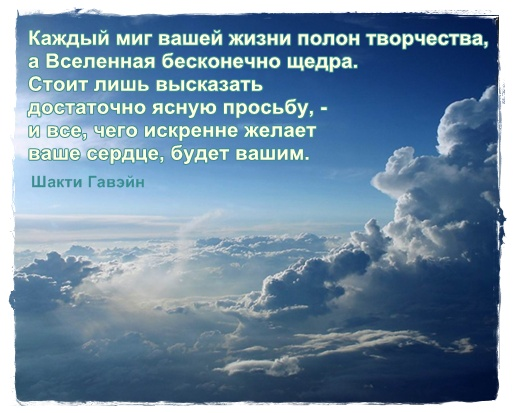 Каждый миг вашей жизни полон творчества,
а Вселенная бесконечно щедра.
Стоит лишь высказать
достаточно ясную просьбу, -
и все, чего искренне желает
ваше сердце, будет вашим.
Шакти Гавэйн